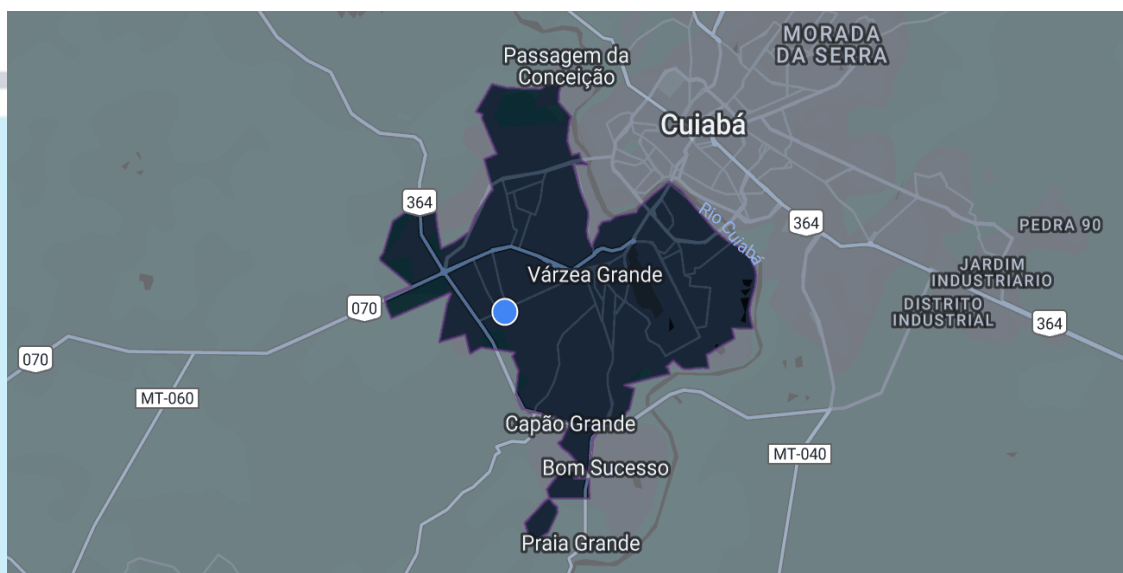 MORADA
DA SERRA
Passagem da
Conceição
Cuiabá
364
Rio Cuiabá
364
PEDRA 90
Várzea Grande
JARDIM
INDUSTRIARIO
070
DISTRITO
INDUSTRIAL
364
070
MT-060
Capão Grande
MT-040
Bom Sucesso
Praia Grande